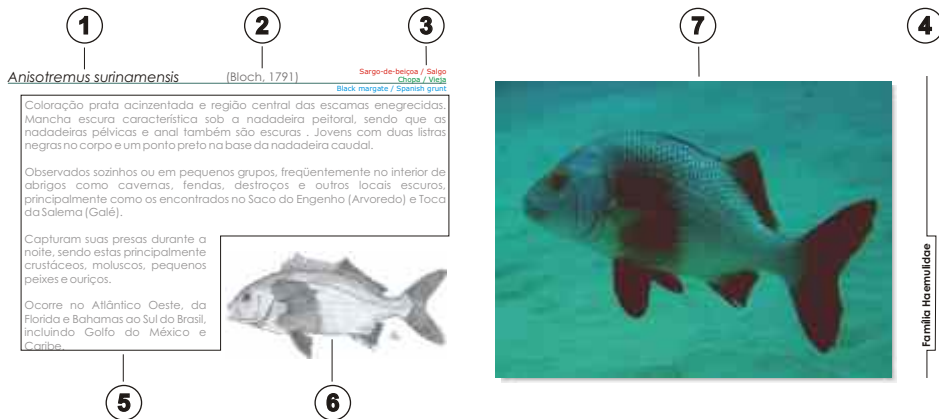 1
2
3
7
4
Anisotremus surinamensis
(Bloch, 1791)
Sargo-de-beiçoa / Salgo
Chopa / Vieja
Black margate / Spanish grunt
Coloração prata acinzentada e região central das escamas enegrecidas.
Mancha escura característica sob a nadadeira peitoral, sendo que as
nadadeiras pélvicas e anal também são escuras . Jovens com duas listras
negras no corpo e um ponto preto na base da nadadeira caudal.
Observados sozinhos ou em pequenos grupos, freqüentemente no interior de
abrigos como cavernas, fendas, destroços e outros locais escuros,
principalmente como os encontrados no Saco do Engenho (Arvoredo) e Toca
da Salema (Galé).
Capturam suas presas durante a
noite, sendo estas principalmente
crustáceos, moluscos, pequenos
peixes e ouriços.
Ocorre no Atlântico Oeste, da
Florida e Bahamas ao Sul do Brasil,
incluindo Golfo do México e
Caribe.
Família Haemulidae
5
6